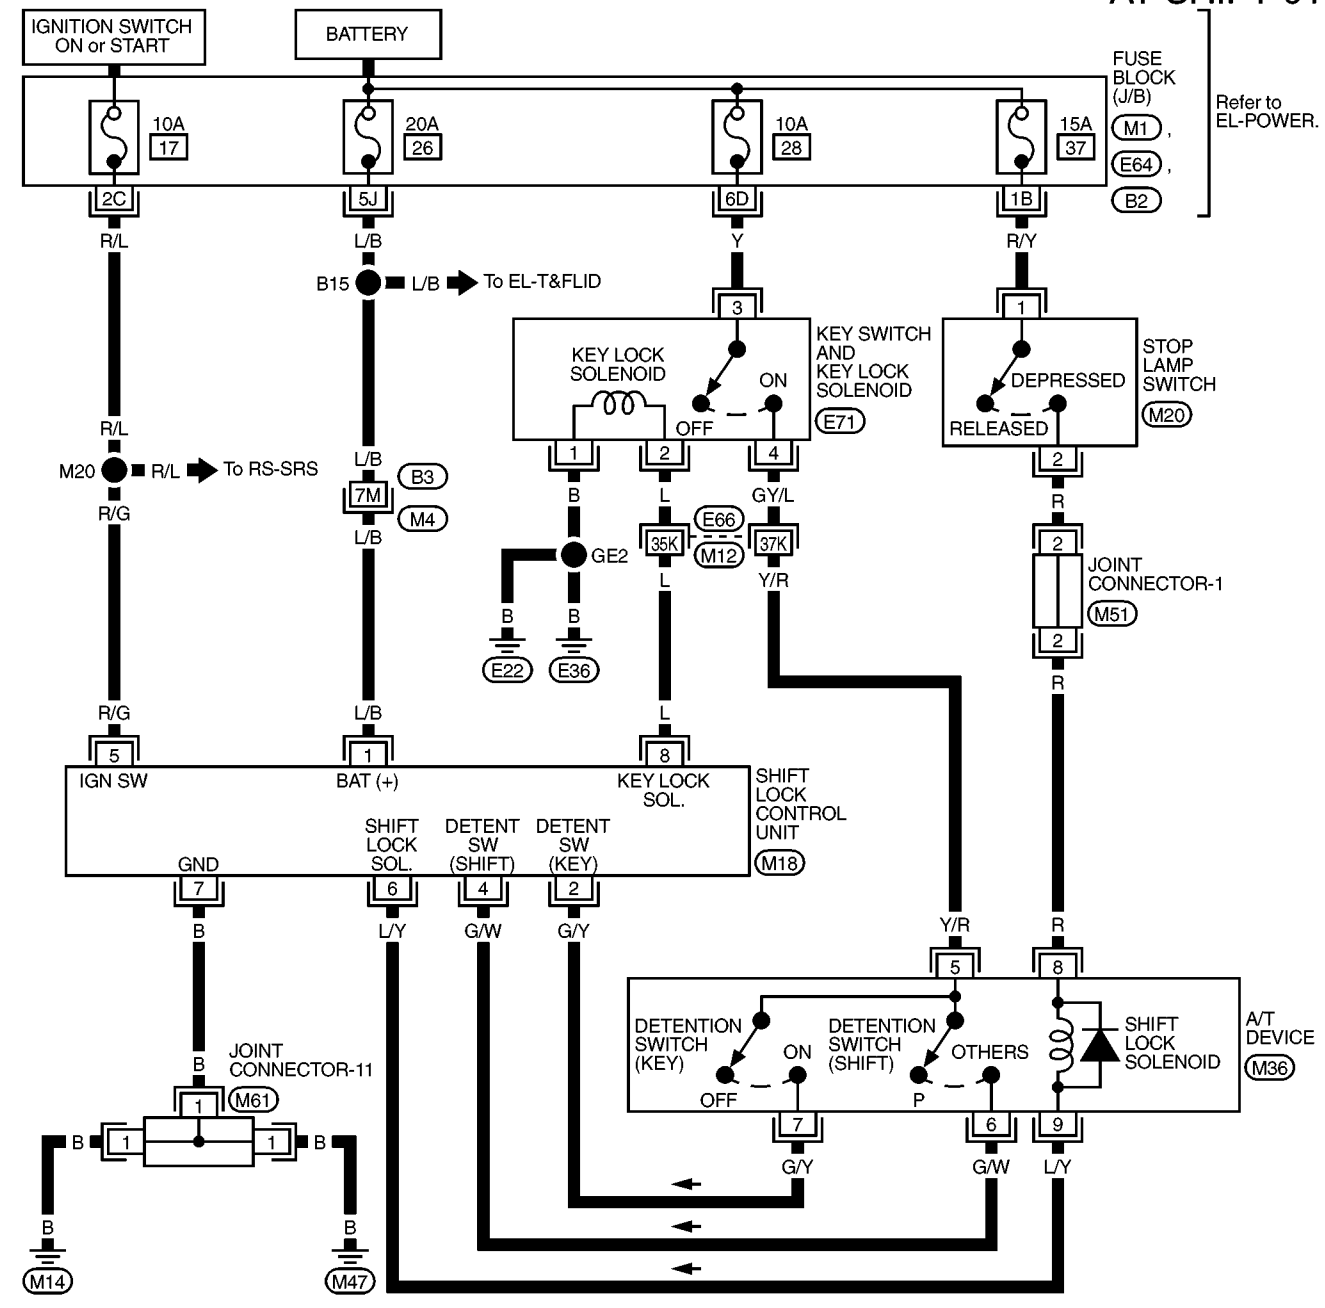 IGNITION SWITCH
ON or START
BATTERY
FUSE
BLOCK
(J/B)
M1 ,
E64 ,
B2
Refer to
EL-POWER.
10A
17
20A
26
10A
28
15A
37
2C
5J
6D
1B
R/L
L/B
Y
R/Y
B15
L/B
To EL-T&FLID
3
1
KEY LOCK
SOLENOID
ON
OFF
KEY SWITCH
AND
KEY LOCK
SOLENOID
E71
DEPRESSED
RELEASED
STOP
LAMP
SWITCH
M20
R/L
M20
R/L
To RS-SRS
R/G
L/B
7M
B3
M4
L/B
1
2
4
2
B
L
GY/L
R
GE2
35K
E66
M12
37K
L
Y/R
2
JOINT
CONNECTOR-1
M51
2
B
B
E22
E36
R
R/G
L/B
L
5
1
8
IGN SW
BAT (+)
KEY LOCK
SOL.
SHIFT
LOCK
CONTROL
UNIT
M18
GND
SHIFT
LOCK
SOL.
DETENT
SW
(SHIFT)
DETENT
SW
(KEY)
7
6
4
2
B
L/Y
G/W
G/Y
Y/R
R
5
8
DETENTION
SWITCH
(KEY)
ON
OFF
DETENTION
SWITCH
(SHIFT)
OTHERS
P
SHIFT
LOCK
SOLENOID
A/T
DEVICE
M36
7
6
9
G/Y
G/W
L/Y
B
JOINT
CONNECTOR-11
M61
1
B
1
1
B
B
B
M14
M47